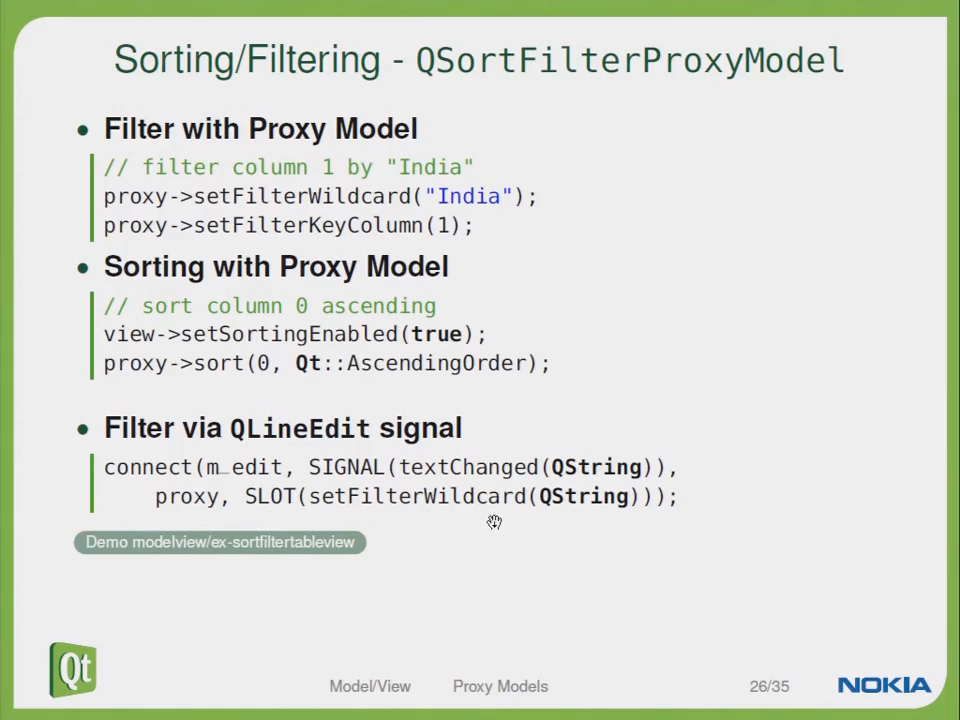 Sorting/Filtering - QSortFilterProxyModel
• Filter with Proxy Model
// filter column 1 by "India"
proxy->setFilterWildcard("India");
proxy->setFilterKeyColumn(1);
• Sorting with Proxy Model
// sort column 0 ascending
view->setSortingEnabled(true);
proxy->sort(0, Qt::AscendingOrder);
• Filter via QLineEdit signal
connect(m_edit, SIGNAL(textChanged(QString)),
proxy, SLOT(setFilterWildcard(QString)));
Demo modelview/ex-sortfiltertableview
Qt
Model/View Proxy Models 26/35 NOKIA